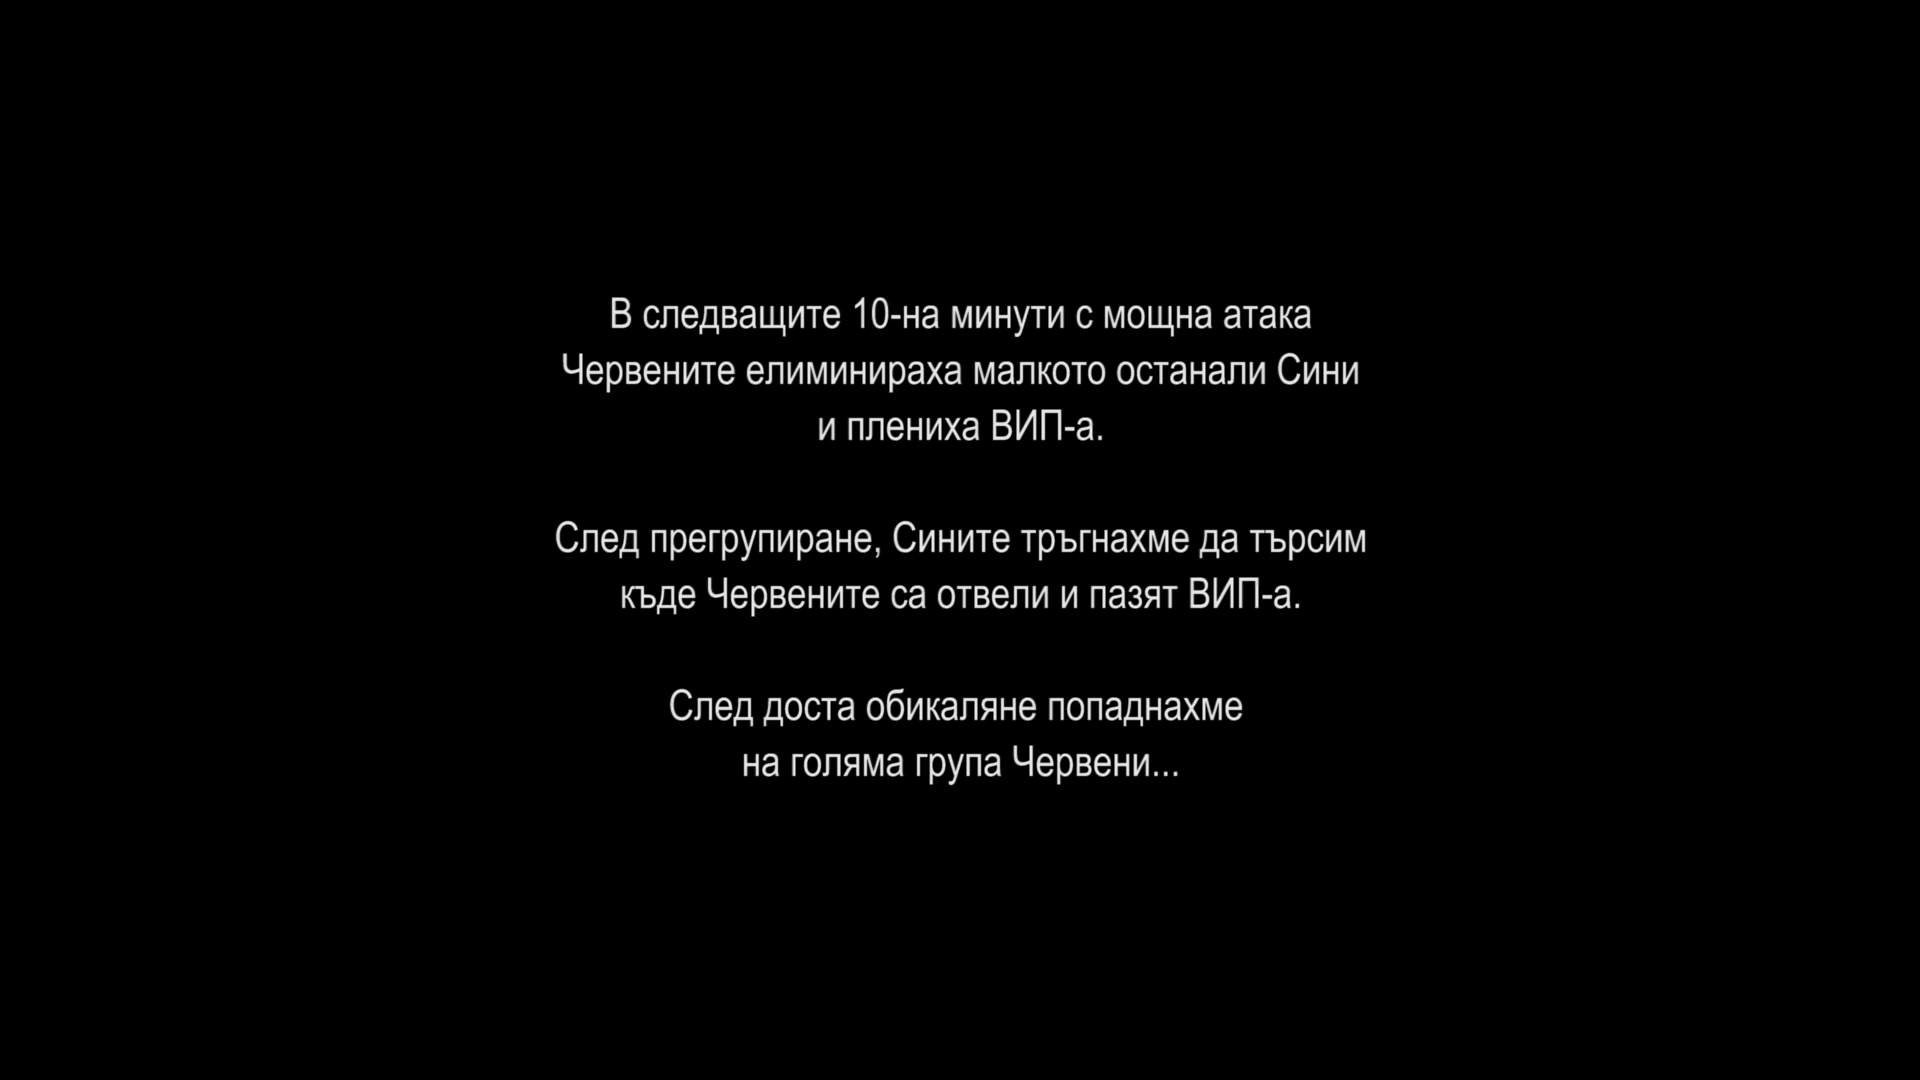 В следващите 10-на минути с мощна атака
Червените елиминираха малкото останали Сини
и плениха ВИП-а.
След прегрупиране, Сините тръгнахме да търсим
къде Червените са отвели и пазят ВИП-а.
След доста обикаляне попаднахме
на голяма група Червени...